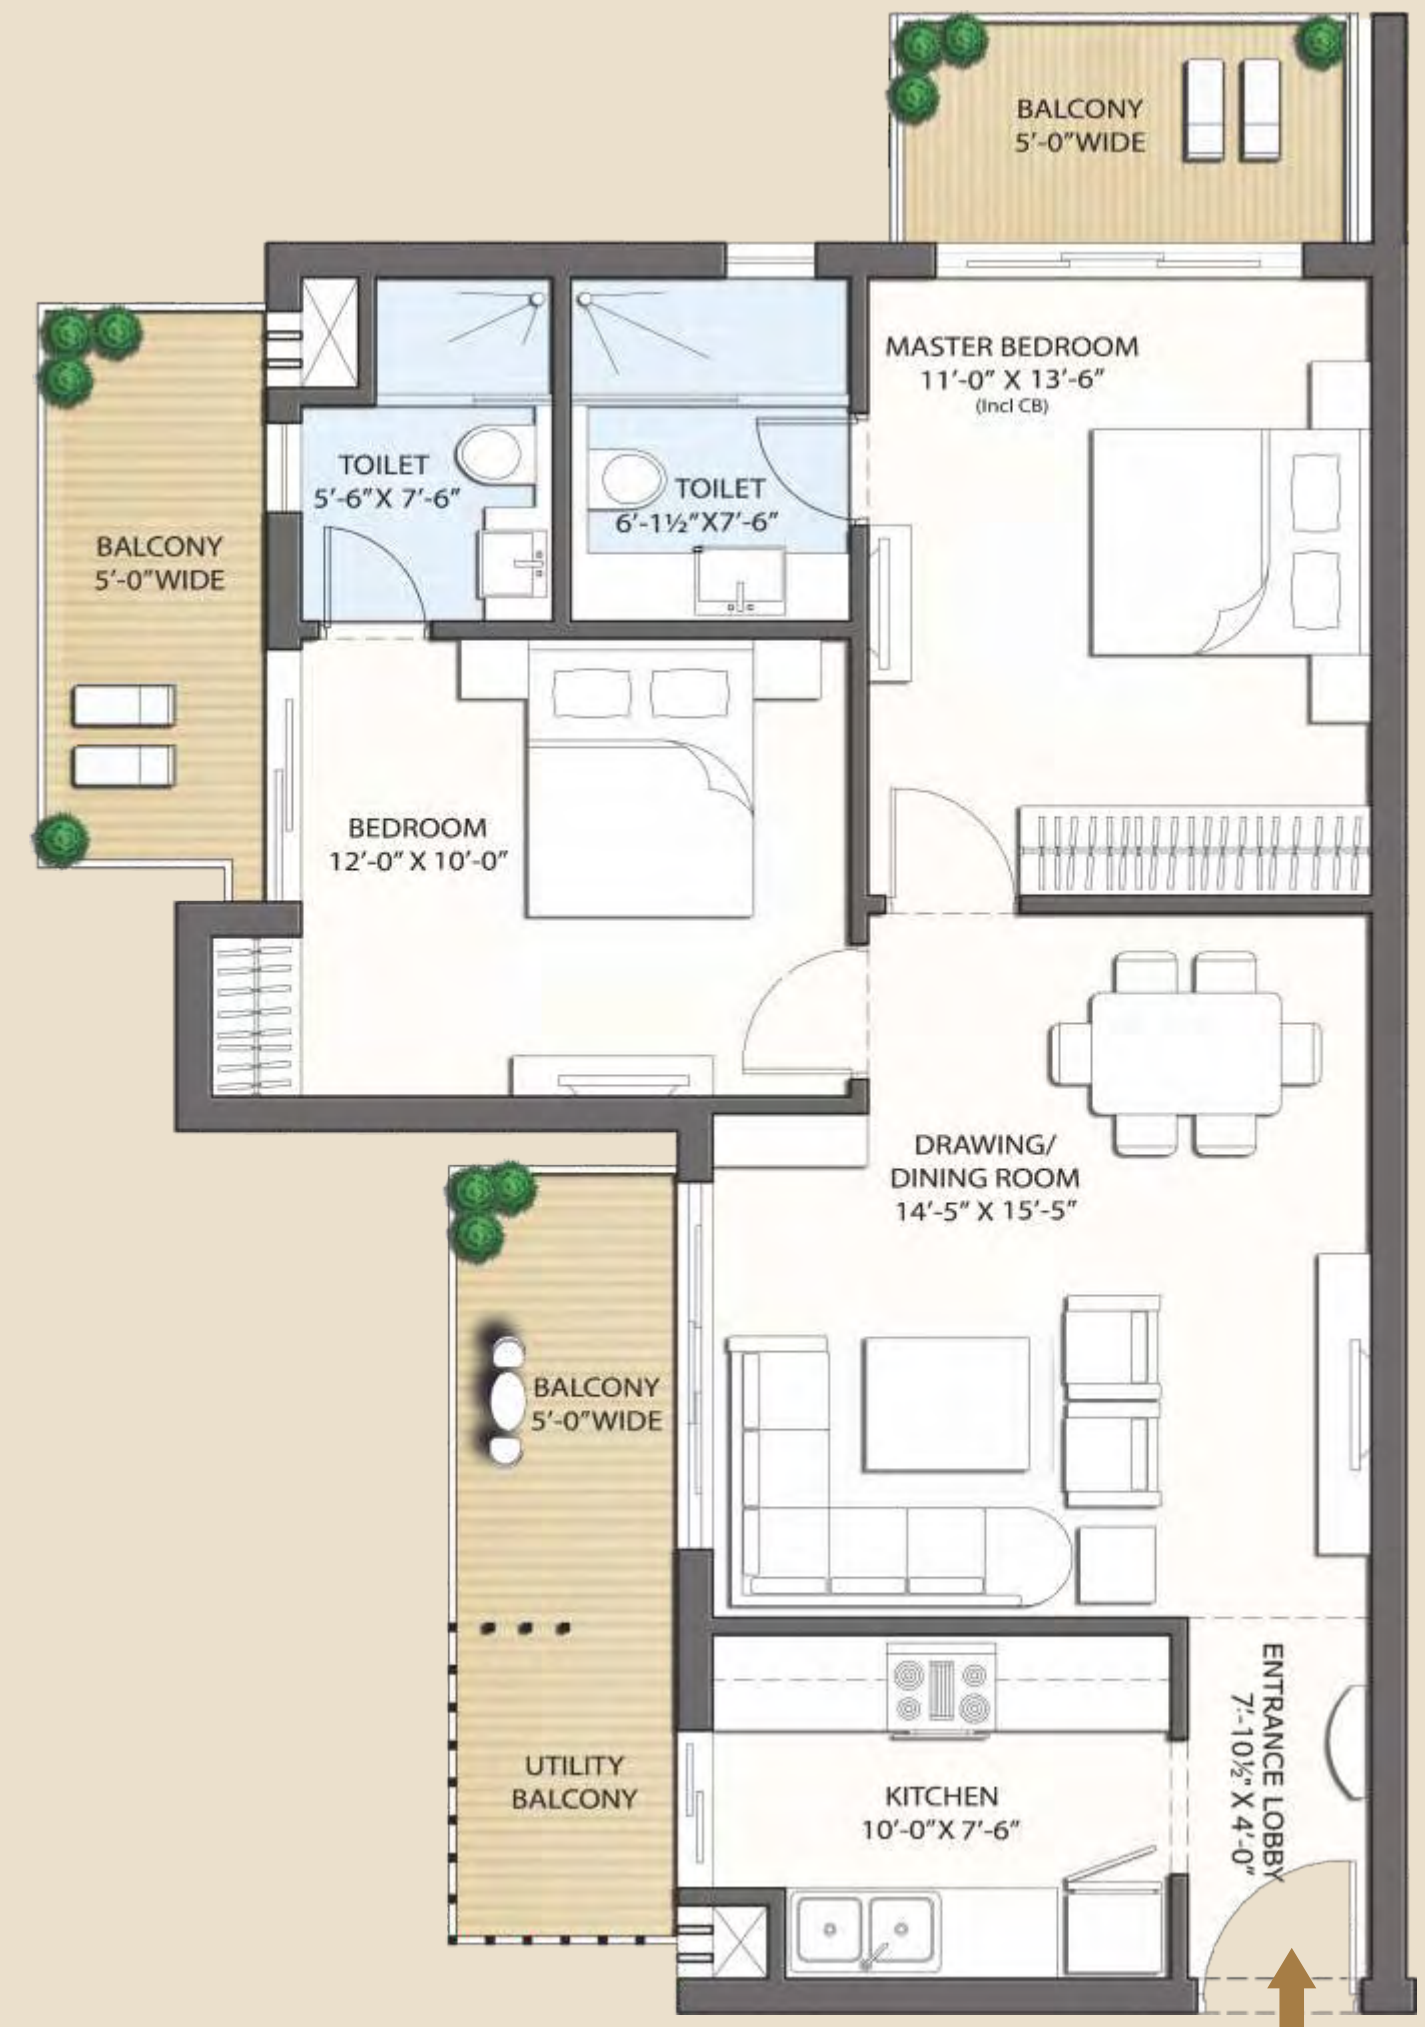 BALCONY
5'-0"WIDE
MASTER BEDROOM
11'-0" X 13'-6"
(Incl CB)
TOILET
5'-6"X 7'-6"
TOILET
6'-1½"X7'-6"
BALCONY
5'-0"WIDE
BEDROOM
12'-0" X 10'-0"
DRAWING/
DINING ROOM
14'-5" X 15'-5"
BALCONY
5'-0"WIDE
ENTRANCE LOBBY
7'-10½" X 4'-0"
UTILITY
BALCONY
KITCHEN
10'-0"X 7'-6"